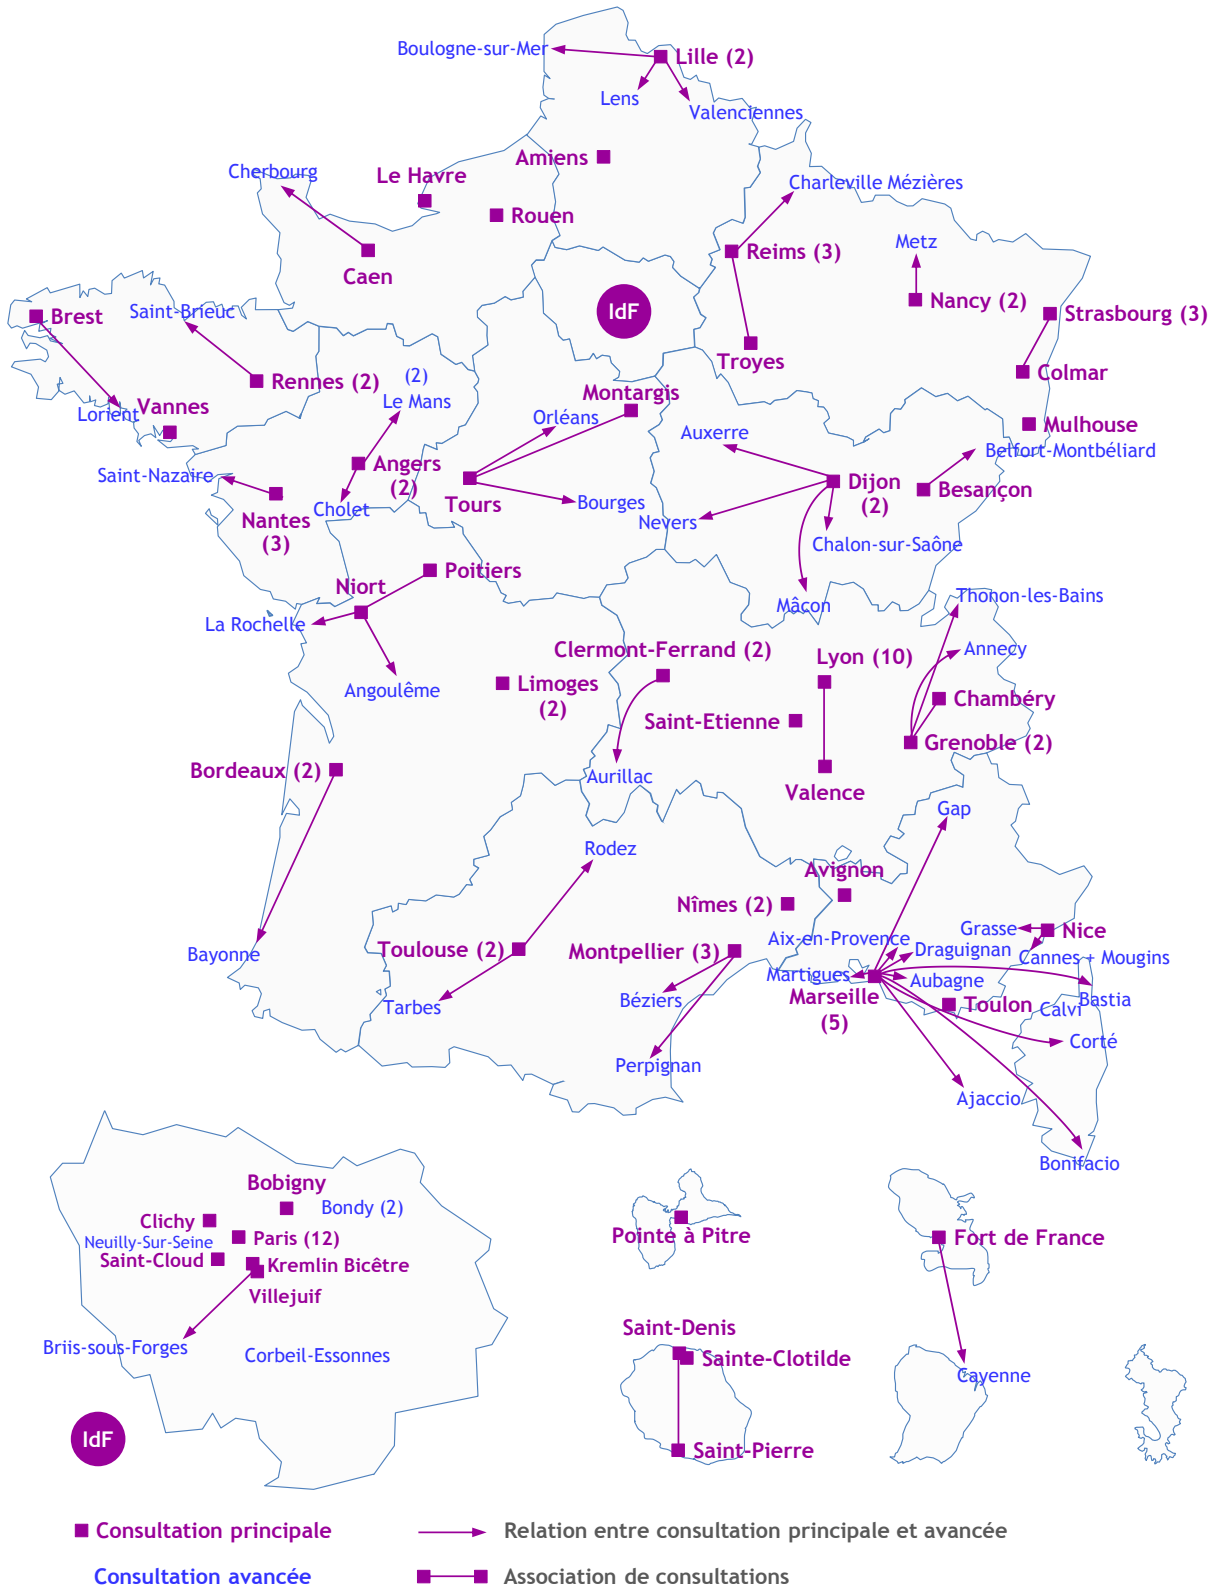 Boulogne-sur-Mer
Lille (2)
Lens
Valenciennes
Amiens
Cherbourg
Le Havre
Charleville Mézières
Rouen
Metz
Reims (3)
Caen
Nancy (2)
Strasbourg (3)
IdF
Brest
Saint-Brieuc
Troyes
Colmar
Rennes (2)
(2)
Le Mans
Montargis
Vannes
Lorient
Orléans
Auxerre
Mulhouse
Belfort-Montbéliard
Saint-Nazaire
Angers
(2)
Dijon
(2)
Besançon
Tours
Bourges
Cholet
Nantes
(3)
Nevers
Chalon-sur-Saône
Poitiers
Niort
Mâcon
Thonon-les-Bains
La Rochelle
Clermont-Ferrand (2)
Lyon (10)
Annecy
Angoulême
Limoges
(2)
Chambéry
Saint-Etienne
Grenoble (2)
Bordeaux (2)
Aurillac
Valence
Gap
Rodez
Avignon
Nîmes (2)
Grasse
Nice
Aix-en-Provence
Draguignan
Toulouse (2)
Montpellier (3)
Bayonne
Cannes + Mougins
Martigues
Aubagne
Marseille
(5)
Béziers
Bastia
Tarbes
Toulon
Calvi
Corté
Perpignan
Ajaccio
Bonifacio
Bobigny
Bondy (2)
Clichy
Paris (12)
Neuilly-Sur-Seine
Saint-Cloud
Kremlin Bicêtre
Villejuif
Pointe à Pitre
Fort de France
Saint-Denis
Sainte-Clotilde
Briis-sous-Forges
Corbeil-Essonnes
Cayenne
IdF
Saint-Pierre
Consultation principale
Relation entre consultation principale et avancée
Consultation avancée
Association de consultations